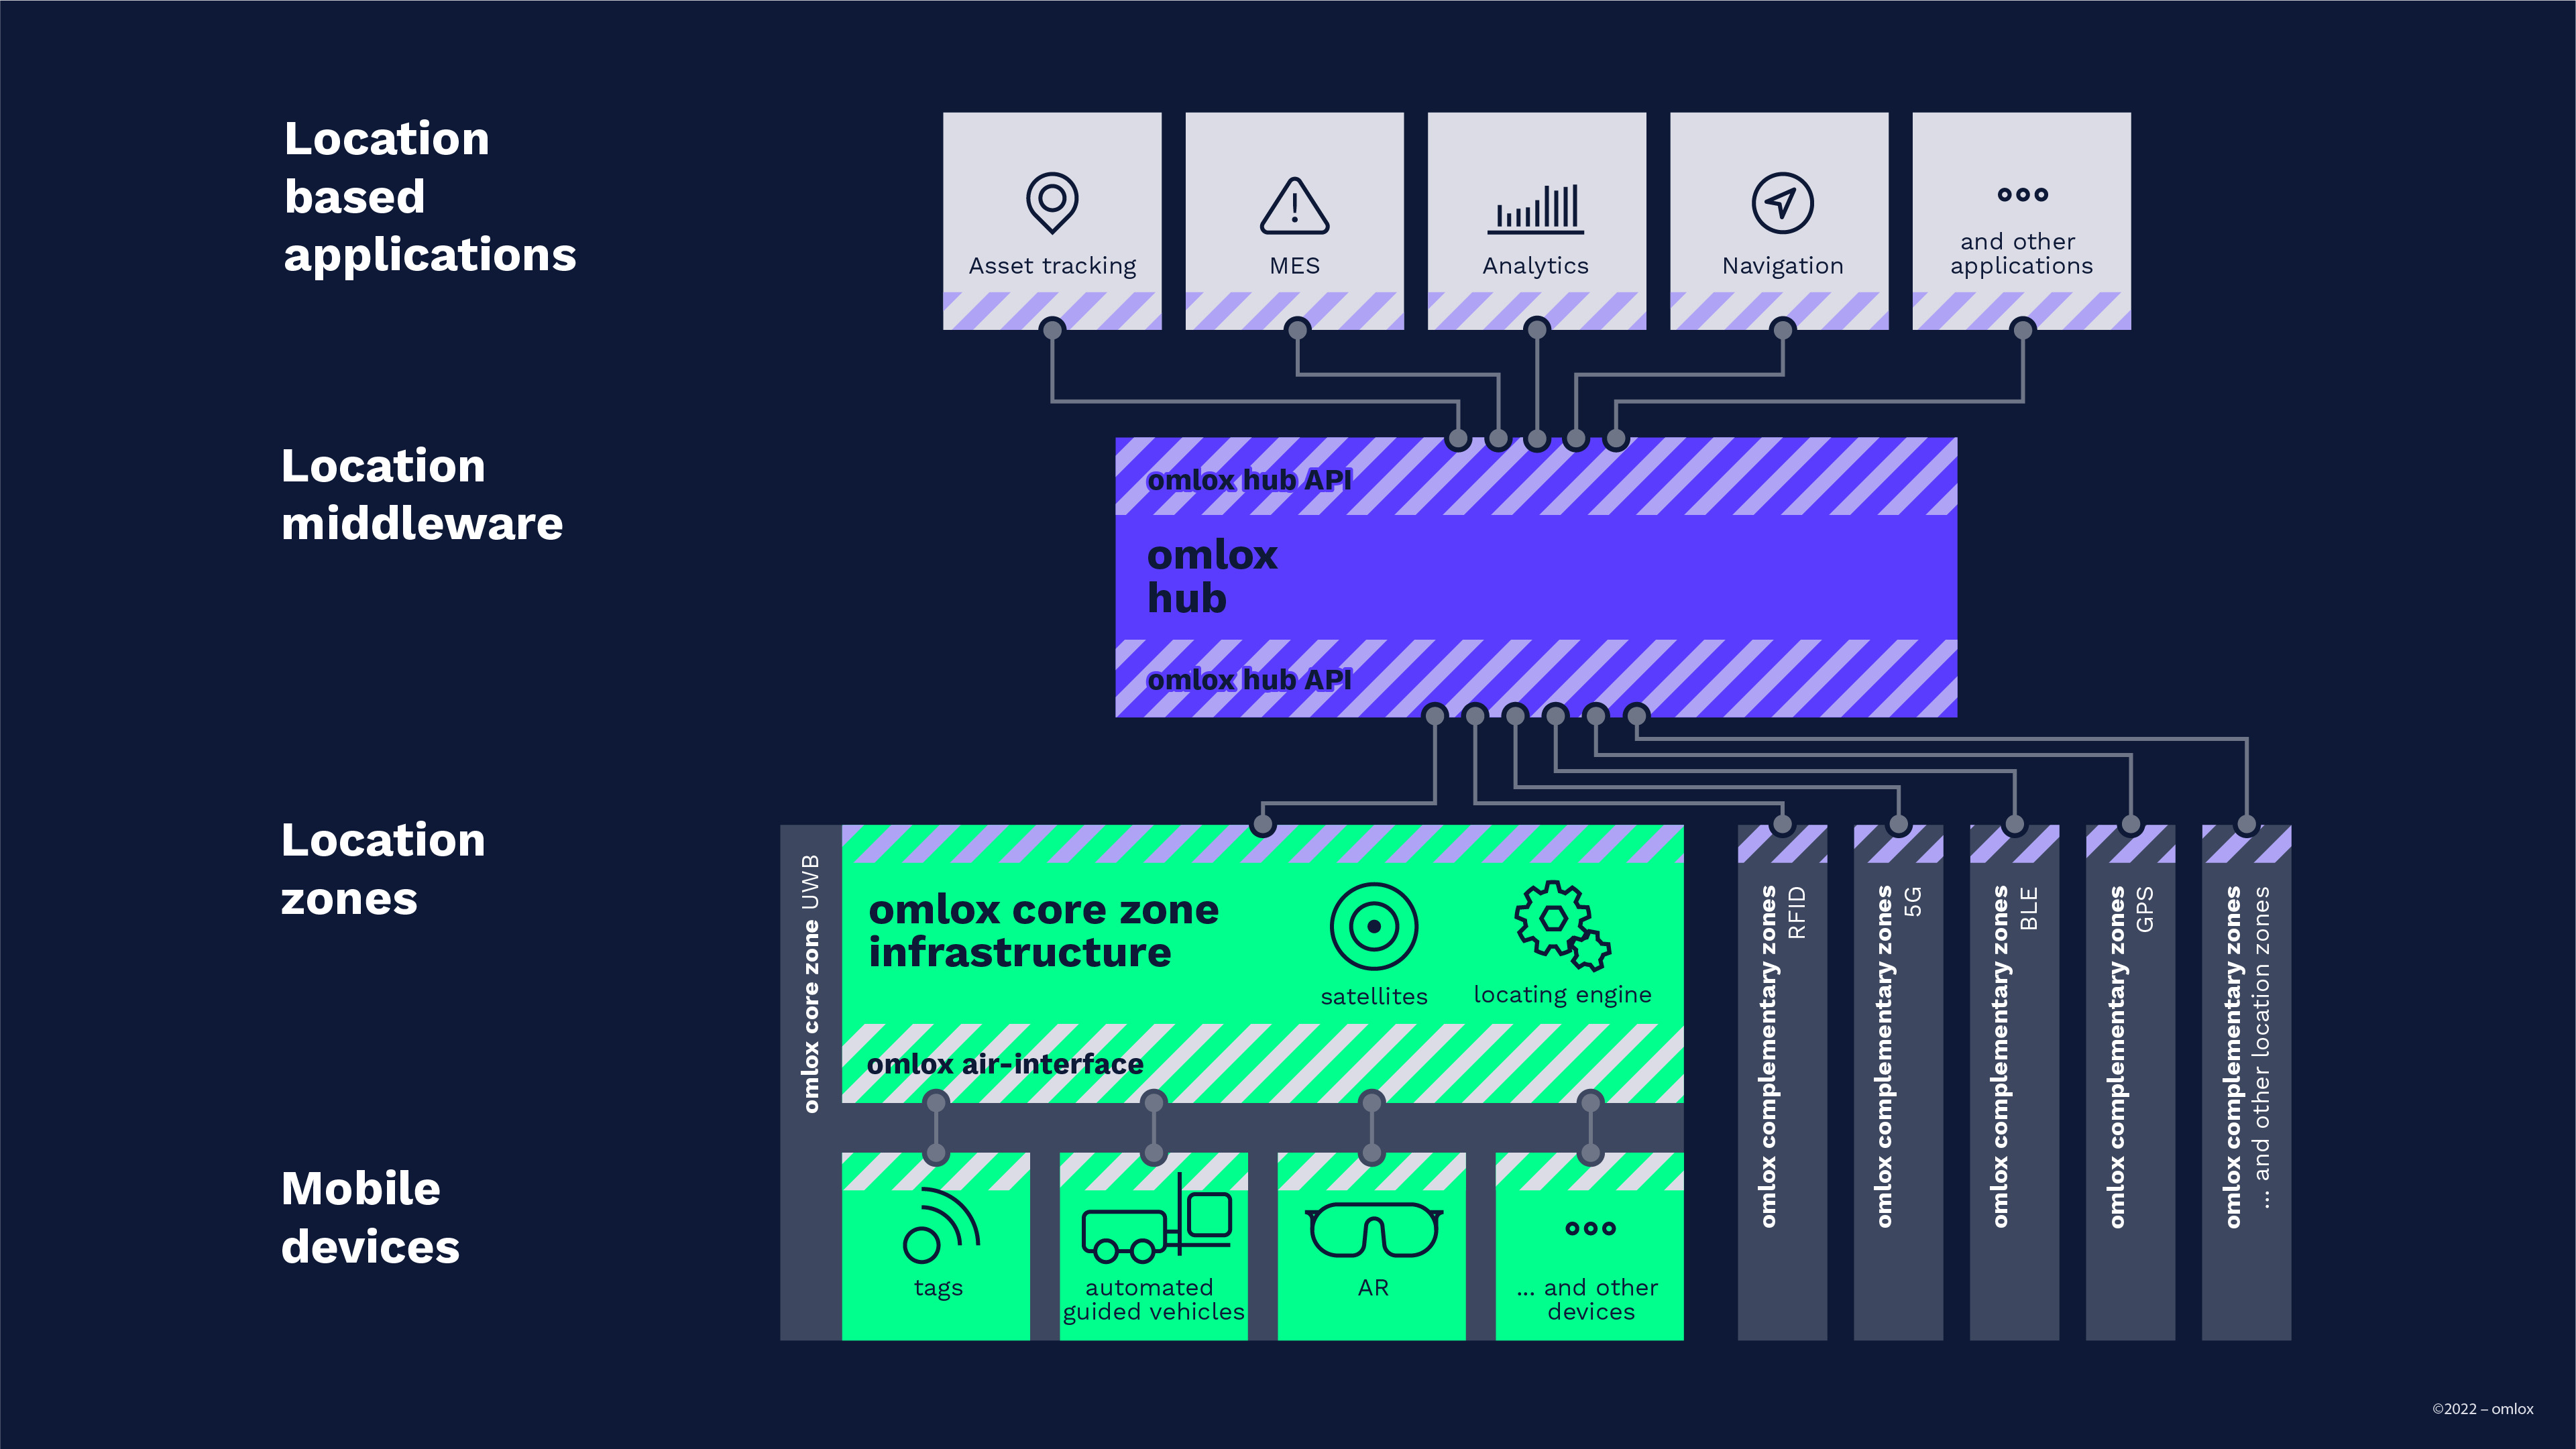 Location
based
applications
Asset tracking
MES
Analytics
Navigation
and other
applications
Location
middleware
omlox hub API
omlox
hub
omlox hub API
Location
zones
omlox core zone UWB
omlox core zone
infrastructure
satellites
locating engine
omlox air-interface
omlox complementary zones
RFID
omlox complementary zones
5G
omlox complementary zones
BLE
omlox complementary zones
GPS
omlox complementary zones
... and other location zones
Mobile
devices
tags
automated
guided vehicles
AR
... and other
devices
©2022 – omlox